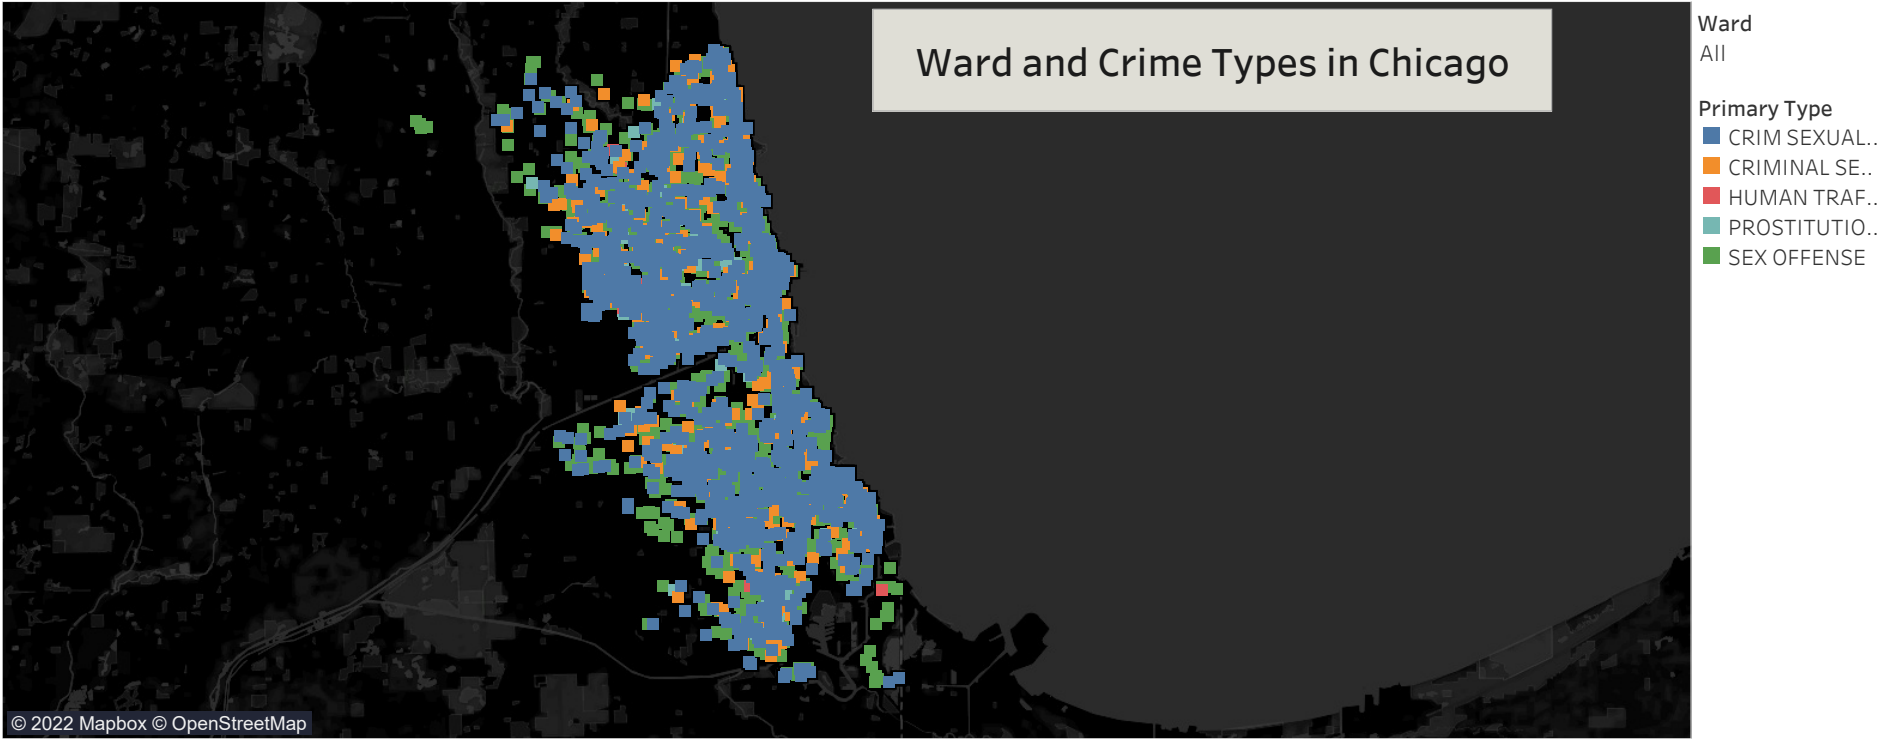 Ward and Crime Types in Chicago
Ward
All
Primary Type
CRIM SEXUAL..
CRIMINAL SE..
HUMAN TRAF..
PROSTITUTIO..
SEX OFFENSE
© 2022 Mapbox © OpenStreetMap